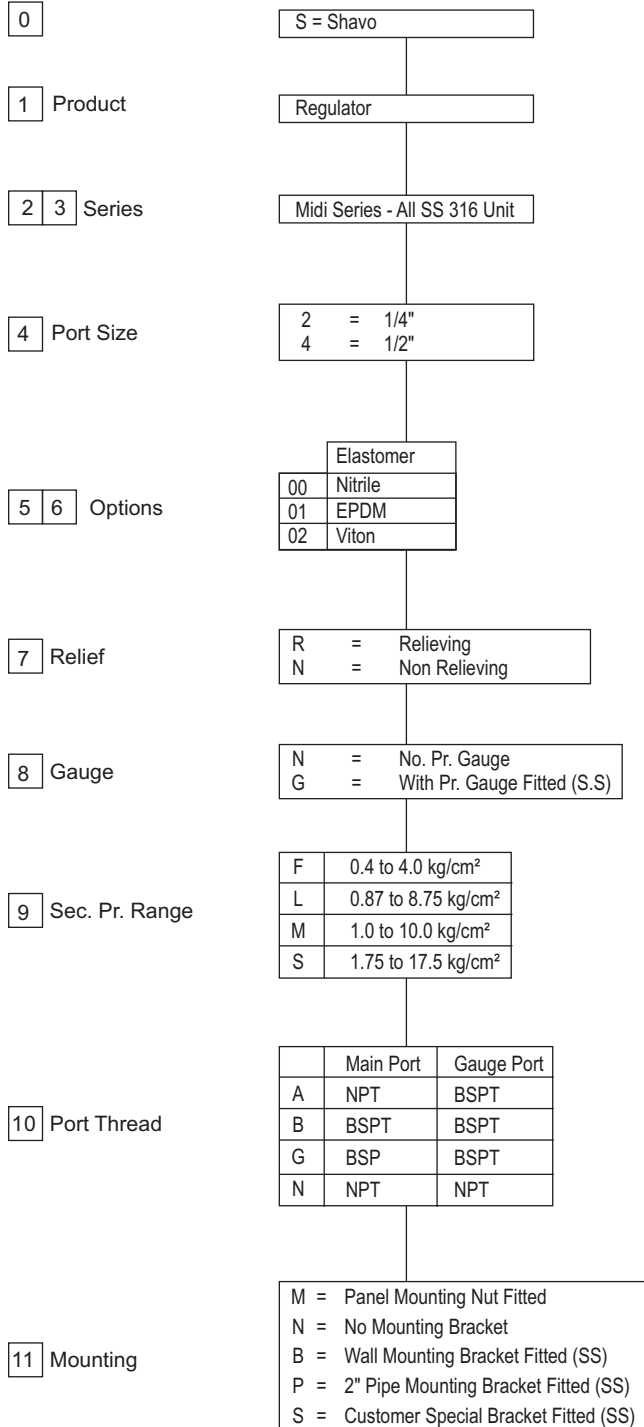 0
S = Shavo
1 Product
Regulator
2 3 Series
Midi Series - All SS 316 Unit
4 Port Size
2 = 1/4"
4 = 1/2"
5 6 Options
Elastomer
00 Nitrile
01 EPDM
02 Viton
7 Relief
R = Relieving
N = Non Relieving
8 Gauge
N = No. Pr. Gauge
G = With Pr. Gauge Fitted (S.S)
9 Sec. Pr. Range
F 0.4 to 4.0 kg/cm²
L 0.87 to 8.75 kg/cm²
M 1.0 to 10.0 kg/cm²
S 1.75 to 17.5 kg/cm²
10 Port Thread
Main Port Gauge Port
A NPT BSPT
B BSPT BSPT
G BSP BSPT
N NPT NPT
11 Mounting
M = Panel Mounting Nut Fitted
N = No Mounting Bracket
B = Wall Mounting Bracket Fitted (SS)
P = 2" Pipe Mounting Bracket Fitted (SS)
S = Customer Special Bracket Fitted (SS)